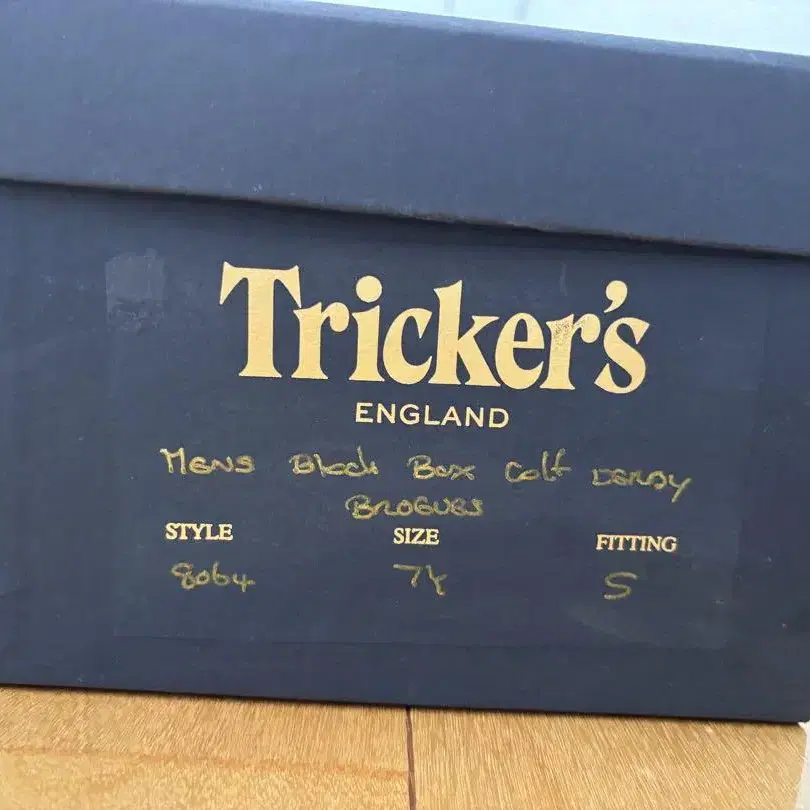 Tricker's
ENGLAND
MENS Black Box Calf DERBY
BROGUES
STYLE SIZE FITTING
8064 7½ 5